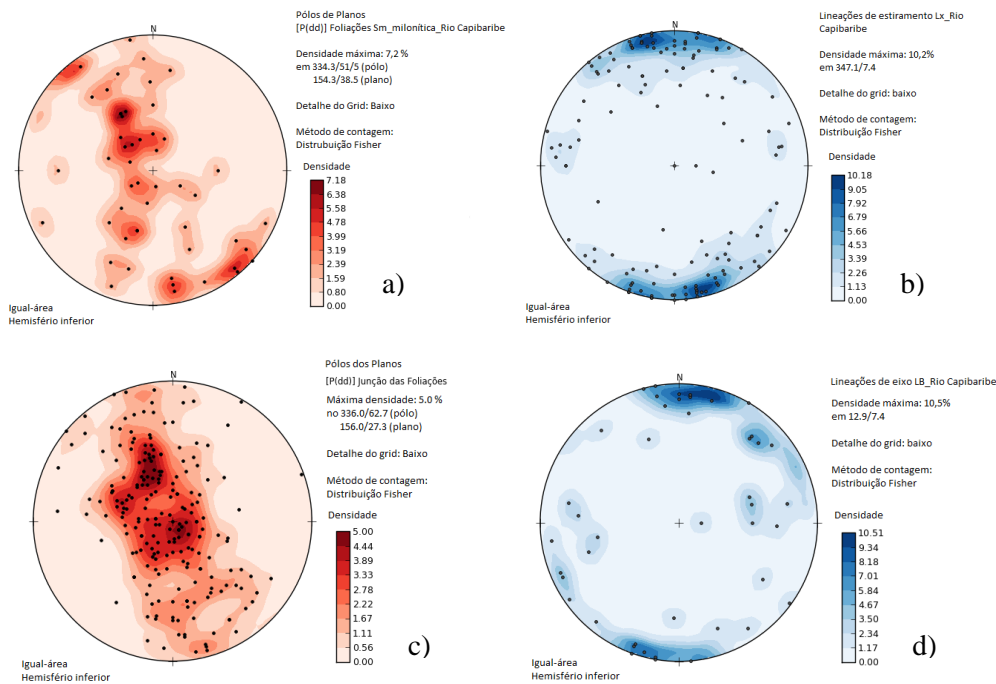 N
Pólos de Planos
[P(dd)] Foliações Sm_milonítica_Rio Capibaribe
Densidade máxima: 7,2 %
em 334.3/51/5 (pólo)
154.3/38.5 (plano)
Detalhe do Grid: Baixo
Método de contagem:
Distrubuição Fisher
Densidade
7.18
6.38
5.58
4.78
3.99
3.19
2.39
1.59
0.80
0.00
a)
Igual-área
Hemisfério inferior
N
Lineações de estiramento Lx_Rio
Capibaribe
Densidade máxima: 10,2%
em 347.1/7.4
Detalhe do grid: baixo
Método de contagem:
Distribuição Fisher
Densidade
10.18
9.05
7.92
6.79
5.66
4.53
3.39
2.26
1.13
0.00
b)
Igual-área
Hemisfério inferior
N
Pólos dos Planos
[P(dd)] Junção das Foliações
Máxima densidade: 5.0 %
no 336.0/62.7 (pólo)
156.0/27.3 (plano)
Detalhe do grid: Baixo
Método de contagem:
Distribuição Fisher
Densidade
5.00
4.44
3.89
3.33
2.78
2.22
1.67
1.11
0.56
0.00
c)
Igual-área
Hemisfério inferior
N
Lineações de eixo LB_Rio Capibaribe
Densidade máxima: 10,5%
em 12.9/7.4
Detalhe do grid: baixo
Método de contagem:
Distribuição Fisher
Densidade
10.51
9.34
8.18
7.01
5.84
4.67
3.50
2.34
1.17
0.00
d)
Igual-área
Hemisfério inferior